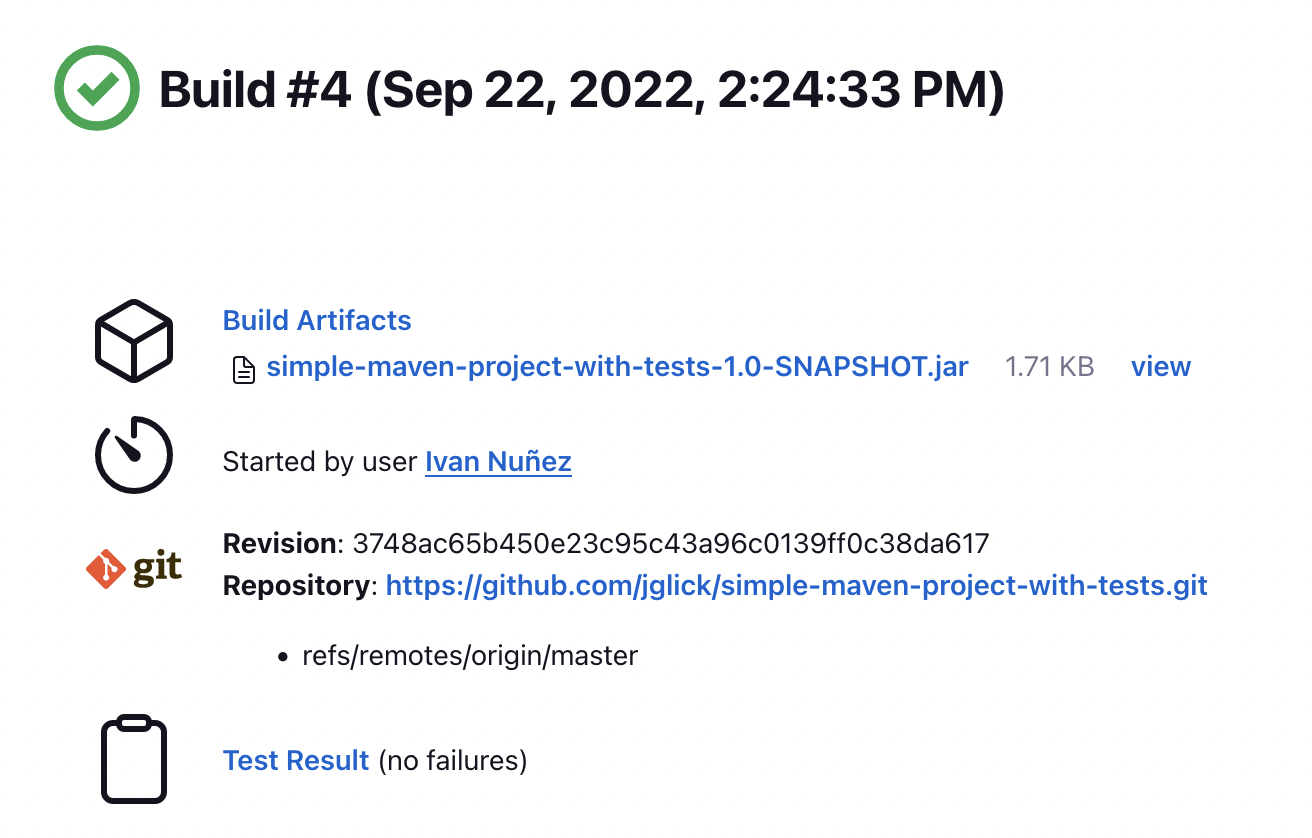 Build #4 (Sep 22, 2022, 2:24:33 PM)
Build Artifacts
simple-maven-project-with-tests-1.0-SNAPSHOT.jar 1.71 KB view
Started by user Ivan Nuñez
git
Revision: 3748ac65b450e23c95c43a96c0139ff0c38da617
Repository: https://github.com/jglick/simple-maven-project-with-tests.git
• refs/remotes/origin/master
Test Result (no failures)